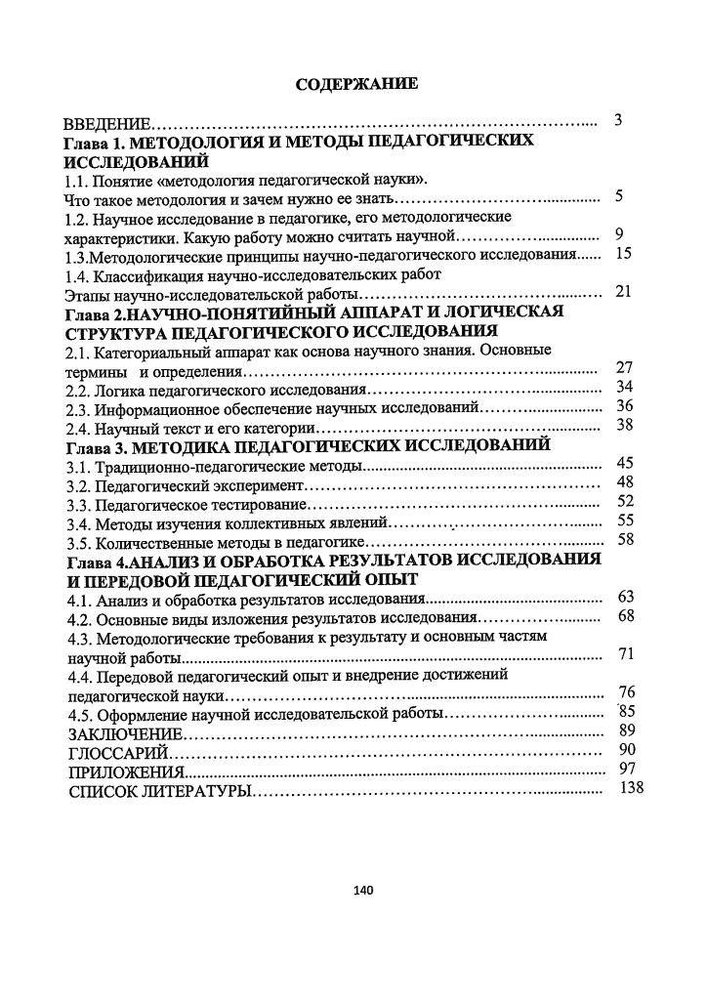 СОДЕРЖАНИЕ
ВВЕДЕНИЕ……………………………………………………………….... 3
Глава 1. МЕТОДОЛОГИЯ И МЕТОДЫ ПЕДАГОГИЧЕСКИХ
ИССЛЕДОВАНИЙ
1.1. Понятие «методология педагогической науки».
Что такое методология и зачем нужно ее знать………………………………. 5
1.2. Научное исследование в педагогике, его методологические
характеристики. Какую работу можно считать научной…………………….. 9
1.3.Методологические принципы научно-педагогического исследования...... 15
1.4. Классификация научно-исследовательских работ
Этапы научно-исследовательской работы……………………………………. 21
Глава 2.НАУЧНО-ПОНЯТИЙНЫЙ АППАРАТ И ЛОГИЧЕСКАЯ
СТРУКТУРА ПЕДАГОГИЧЕСКОГО ИССЛЕДОВАНИЯ
2.1. Категориальный аппарат как основа научного знания. Основные
термины и определения…………………………………………………… 27
2.2. Логика педагогического исследования…………………………………. 34
2.3. Информационное обеспечение научных исследований……………….. 36
2.4. Научный текст и его категории…………………………………………. 38
Глава 3. МЕТОДИКА ПЕДАГОГИЧЕСКИХ ИССЛЕДОВАНИЙ
3.1. Традиционно-педагогические методы........................................ 45
3.2. Педагогический эксперимент…………………………………………… 48
3.3. Педагогическое тестирование…………………………………………... 52
3.4. Методы изучения коллективных явлений……………………………... 55
3.5. Количественные методы в педагогике…………………………………. 58
Глава 4.АНАЛИЗ И ОБРАБОТКА РЕЗУЛЬТАТОВ ИССЛЕДОВАНИЯ
И ПЕРЕДОВОЙ ПЕДАГОГИЧЕСКИЙ ОПЫТ
4.1. Анализ и обработка результатов исследования.............................. 63
4.2. Основные виды изложения результатов исследования………………... 68
4.3. Методологические требования к результату и основным частям
научной работы........................................................................ 71
4.4. Передовой педагогический опыт и внедрение достижений
педагогической науки……………………………………………………….. 76
4.5. Оформление научной исследовательской работы……………………... 85
ЗАКЛЮЧЕНИЕ……………………………………………………………… 89
ГЛОССАРИЙ………………………………………………………………… 90
ПРИЛОЖЕНИЯ........................................................................ 97
СПИСОК ЛИТЕРАТУРЫ…………………………………………………… 138
140